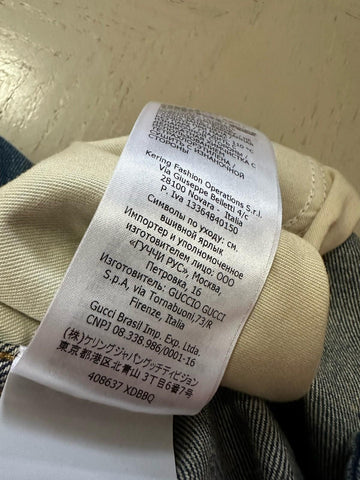 СТОРОНЫ ИЗНАНОЧНОЙ
Kering Fashion Operations S.r.l.
Via Giuseppe Belletti 4/c
28100 Novara - Italia
P. Iva 13364840150
Символы по уходу: см.
вшивной ярлык
Импортер и уполномоченное
изготовителем лицо: ООО
«ГУЧЧИ РУС», Москва,
Петровка, 16
Изготовитель: GUCCIO GUCCI
S.p.A, via Tornabuoni,73/R
Firenze, Italia
Gucci Brasil Imp. Exp. Ltda.
CNPJ 08.338.986/0001-16
(株)ケリングジャパングッチディビジョン
東京都港区北青山 3丁目6番7号
408637 XDBBQ